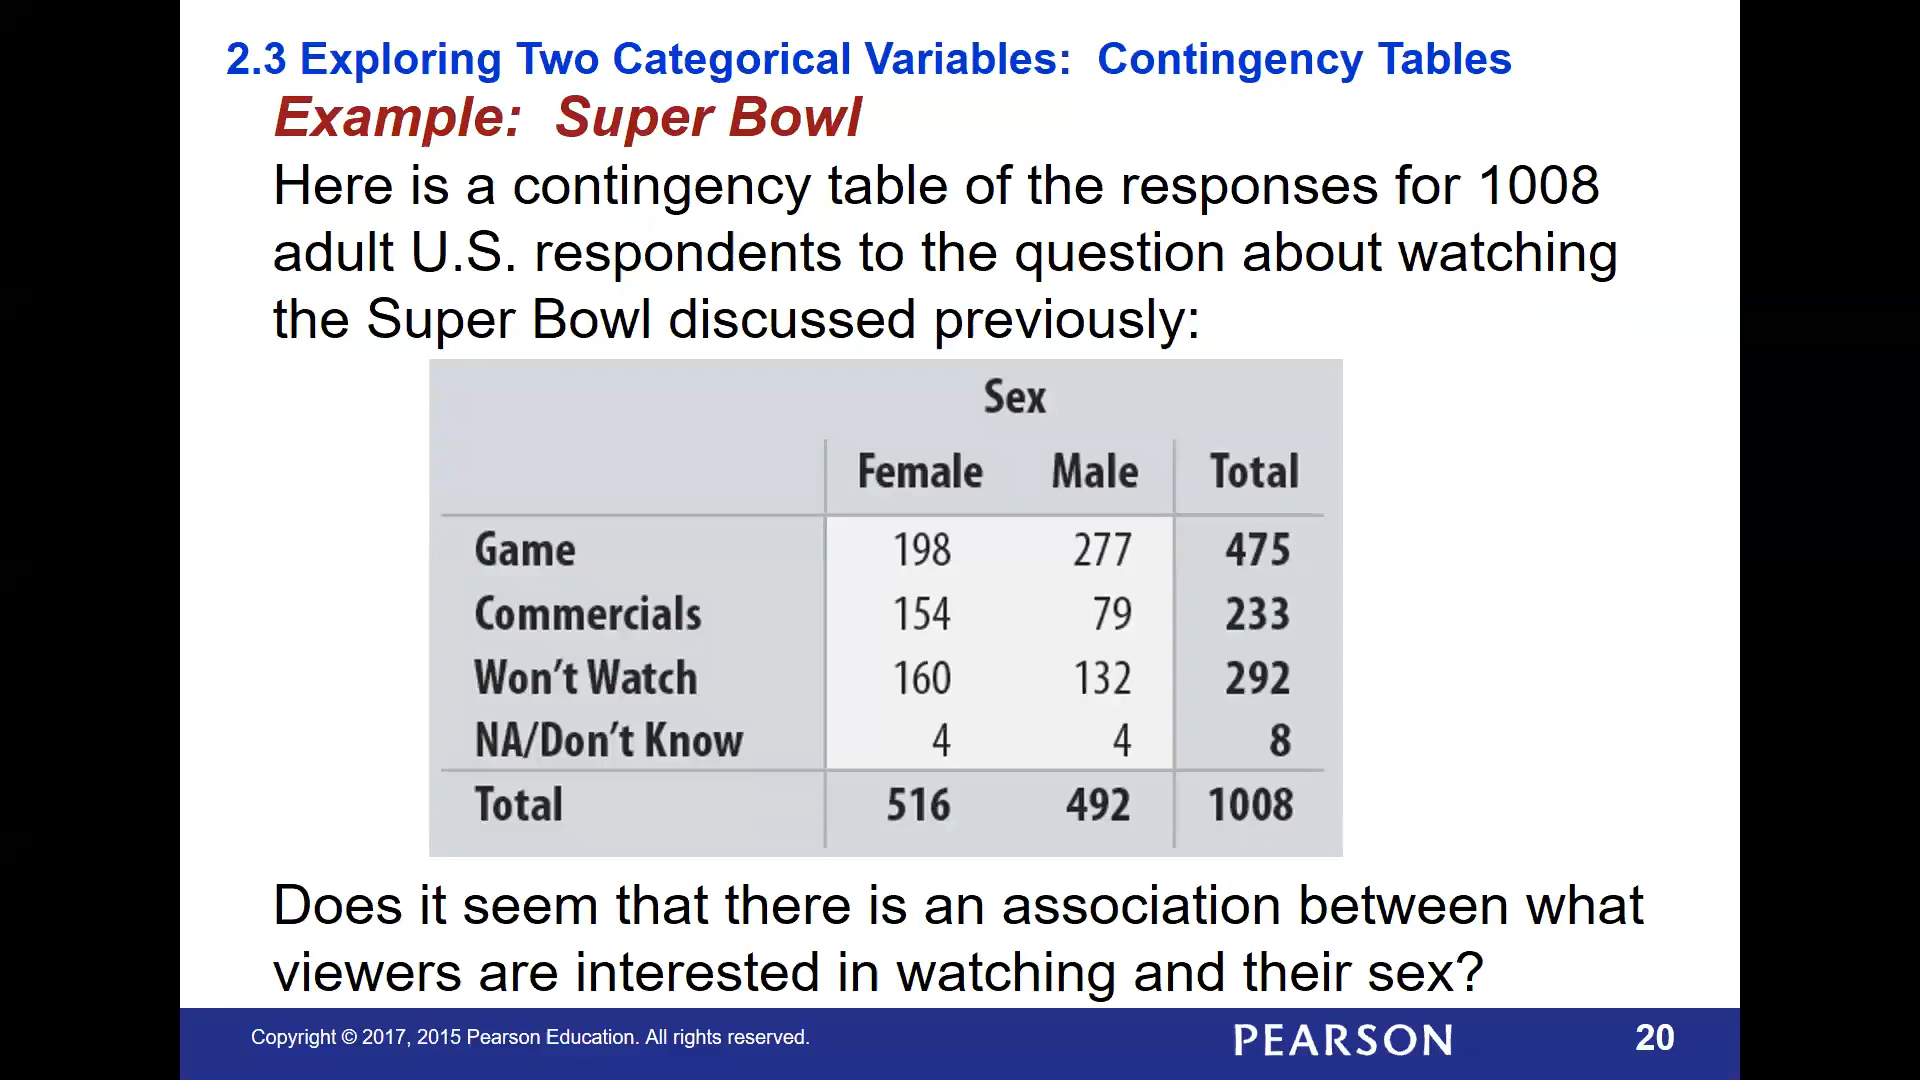 2.3 Exploring Two Categorical Variables:  Contingency Tables
Example:  Super Bowl
Here is a contingency table of the responses for 1008
adult U.S. respondents to the question about watching
the Super Bowl discussed previously:
Sex
Female Male Total
Game 198 277 475
Commercials 154 79 233
Won’t Watch 160 132 292
NA/Don’t Know 4 4 8
Total 516 492 1008
Does it seem that there is an association between what
viewers are interested in watching and their sex?
Copyright © 2017, 2015 Pearson Education. All rights reserved. PEARSON 20